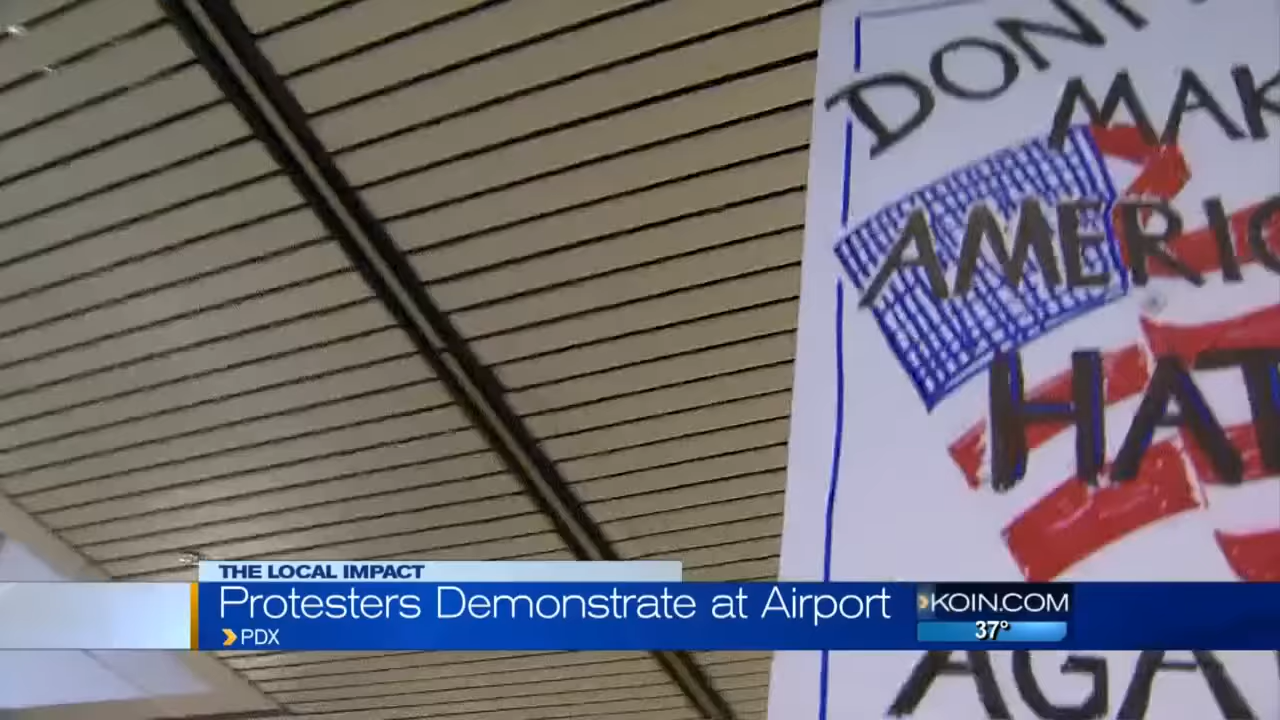 DON'T
MAK
AMERIC
HAT
THE LOCAL IMPACT
Protesters Demonstrate at Airport
PDX
KOIN.COM
37°
AGA